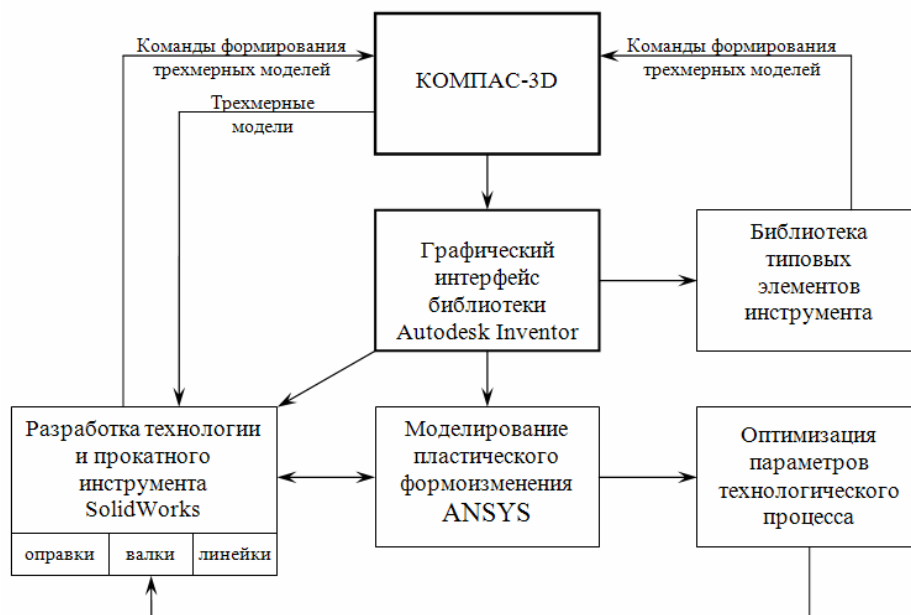 Команды формирования
трехмерных моделей
КОМПАС-3D
Команды формирования
трехмерных моделей
Трехмерные
модели
Графический
интерфейс
библиотеки
Autodesk Inventor
Библиотека
типовых
элементов
инструмента
Разработка технологии
и прокатного
инструмента
SolidWorks
оправки
валки
линейки
Моделирование
пластического
формоизменения
ANSYS
Оптимизация
параметров
технологического
процесса